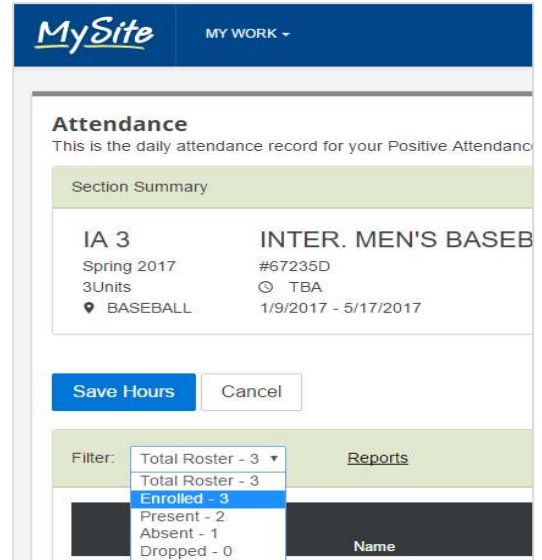 MySite MY WORK
Attendance
This is the daily attendance record for your Positive Attendanc
Section Summary
IA 3 INTER. MEN'S BASEB
Spring 2017 #67235D
3Units TBA
BASEBALL 1/9/2017 - 5/17/2017
Save Hours Cancel
Filter: Total Roster - 3 Reports
Total Roster - 3
Enrolled - 3
Present - 2
Absent - 1
Name
Dropped - 0